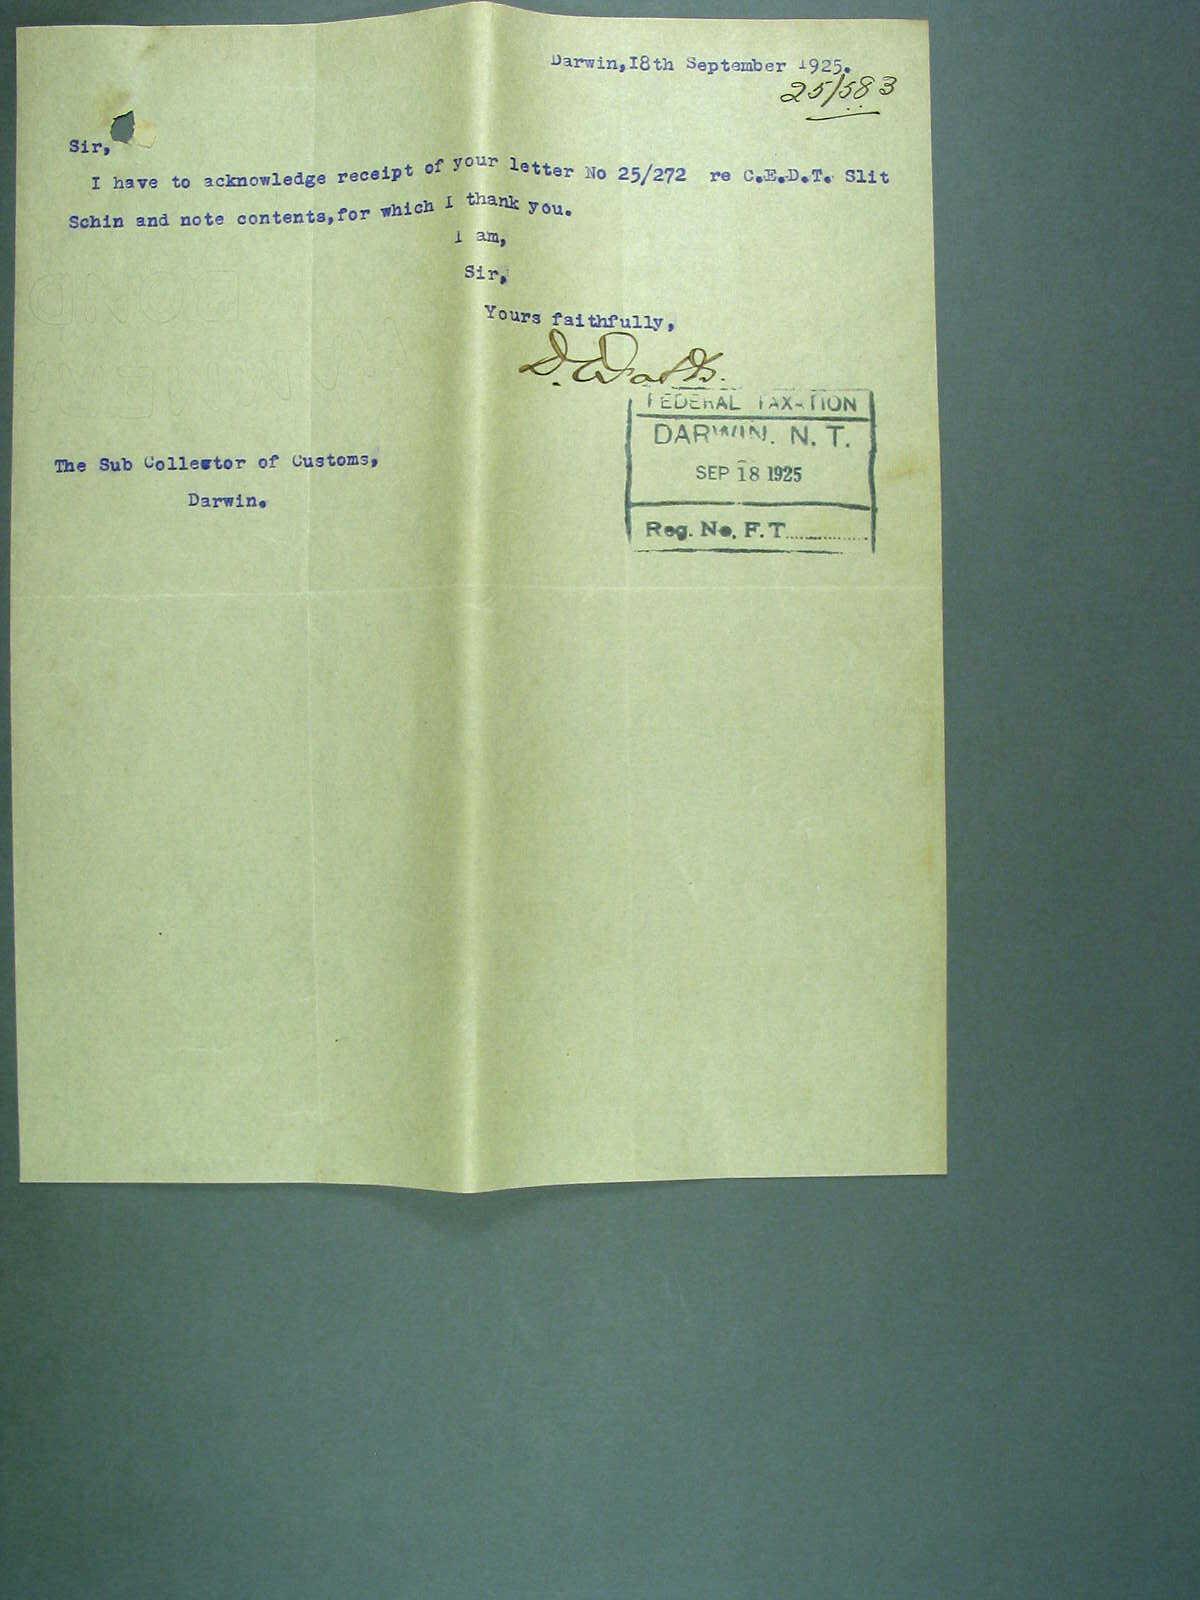 Darwin,18th September 1925.
25/583
Sir,
I have to acknowledge receipt of your letter No 25/272 re C.E.D.T. Slit
Schin and note contents,for which I thank you.
I am,
Sir,
Yours faithfully,
D. Watts.
FEDERAL TAXATION
DARWIN. N. T.
SEP 18 1925
Reg. No. F.T..............
The Sub Collector of Customs,
Darwin.